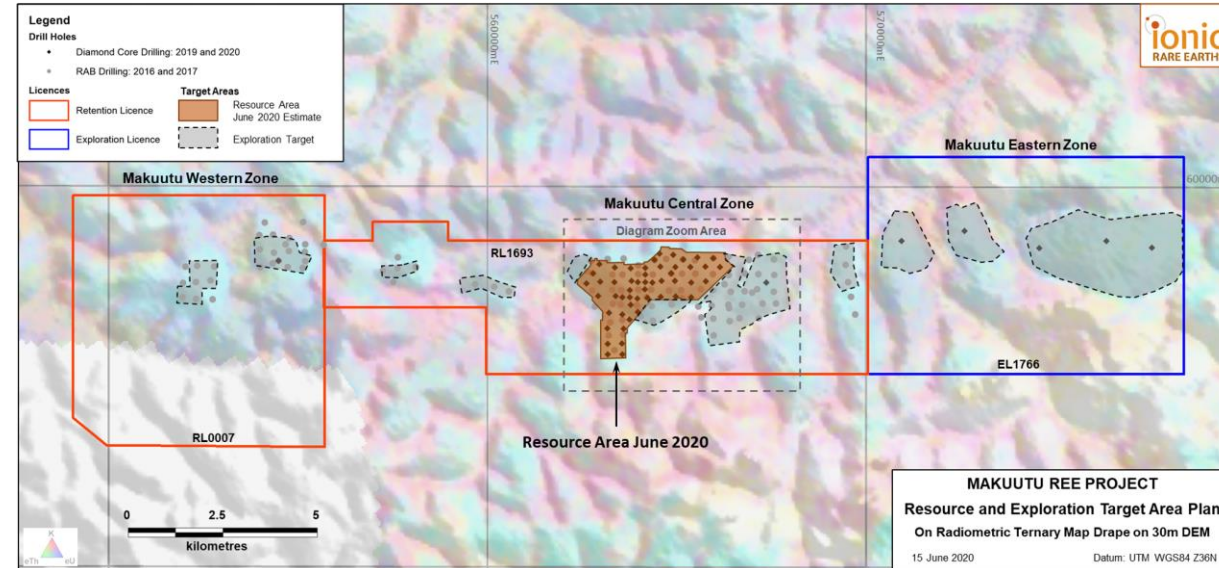 Legend
Drill Holes
Diamond Core Drilling: 2019 and 2020
RAB Drilling: 2016 and 2017
Licences
Target Areas
Retention Licence
Resource Area
June 2020 Estimate
Exploration Licence
Exploration Target
560000mE
570000mE
ionic
RARE EARTH
Makuutu Eastern Zone
60000
Makuutu Western Zone
Makuutu Central Zone
Diagram Zoom Area
RL1693
EL1766
RL0007
Resource Area June 2020
0 2.5 5
kilometres
K
eTh eU
MAKUUTU REE PROJECT
Resource and Exploration Target Area Plan
On Radiometric Ternary Map Drape on 30m DEM
15 June 2020 Datum: UTM WGS84 Z36N